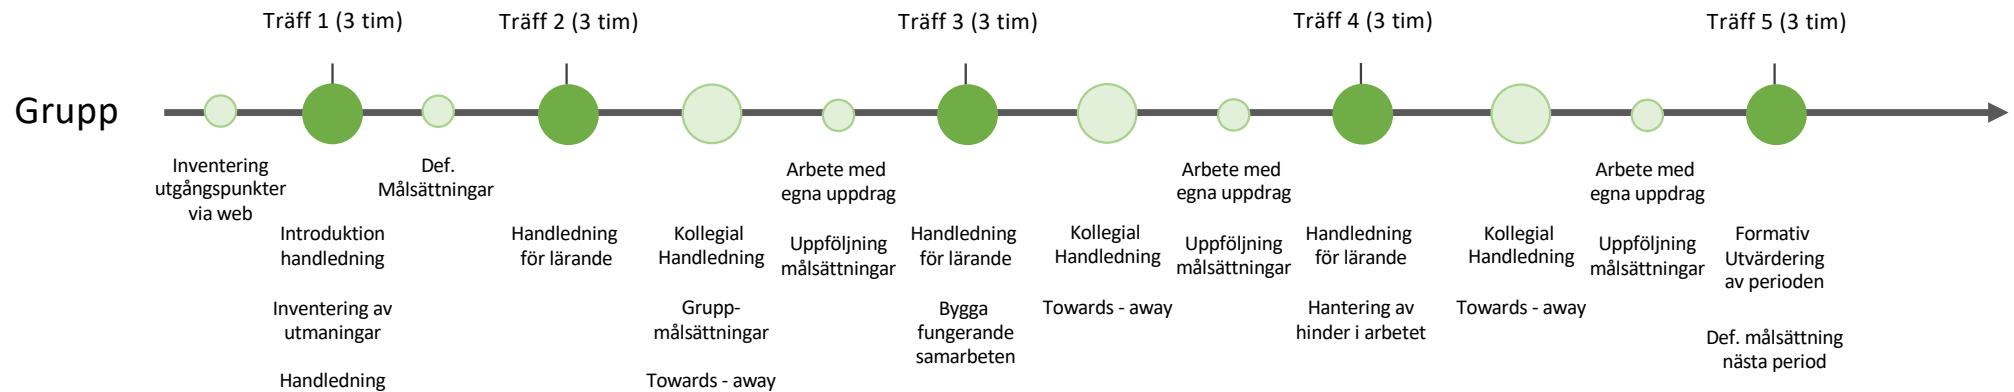 Träff 1 (3 tim)
Träff 2 (3 tim)
Träff 3 (3 tim)
Träff 4 (3 tim)
Träff 5 (3 tim)
Grupp
Inventering
utgångspunkter
via web
Introduktion
handledning
Inventering av
utmaningar
Handledning
Def.
Målsättningar
Handledning
för lärande
Kollegial
Handledning
Grupp-
målsättningar
Towards - away
Arbete med
egna uppdrag
Uppföljning
målsättningar
Handledning
för lärande
Bygga
fungerande
samarbeten
Kollegial
Handledning
Towards - away
Arbete med
egna uppdrag
Uppföljning
målsättningar
Handledning
för lärande
Hantering av
hinder i arbetet
Kollegial
Handledning
Towards - away
Arbete med
egna uppdrag
Uppföljning
målsättningar
Formativ
Utvärdering
av perioden
Def. målsättning
nästa period